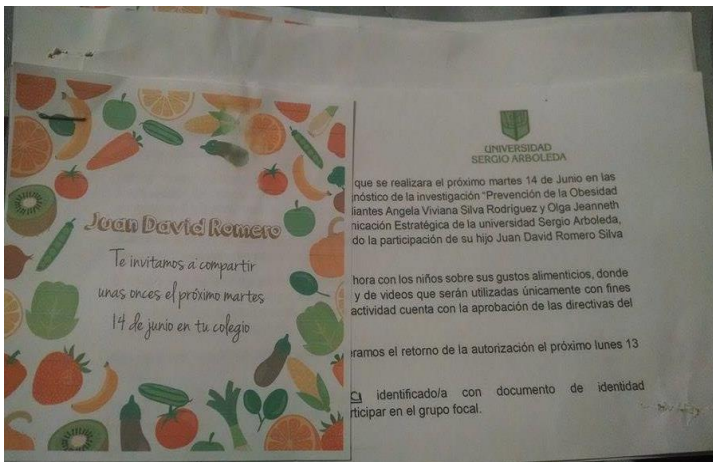 Juan David Romero
Te invitamos a compartir
unas onces el próximo martes
14 de junio en tu colegio
UNIVERSIDAD
SERGIO ARBOLEDA
que se realizara el próximo martes 14 de Junio en las
nóstico de la investigación "Prevención de la Obesidad
iantes Angela Viviana Silva Rodríguez y Olga Jeanneth
nicación Estratégica de la universidad Sergio Arboleda,
do la participación de su hijo Juan David Romero Silva
hora con los niños sobre sus gustos alimenticios, donde
y de videos que serán utilizadas únicamente con fines
actividad cuenta con la aprobación de las directivas del
ramos el retorno de la autorización el próximo lunes 13
identificado/a con documento de identidad
rticipar en el grupo focal.